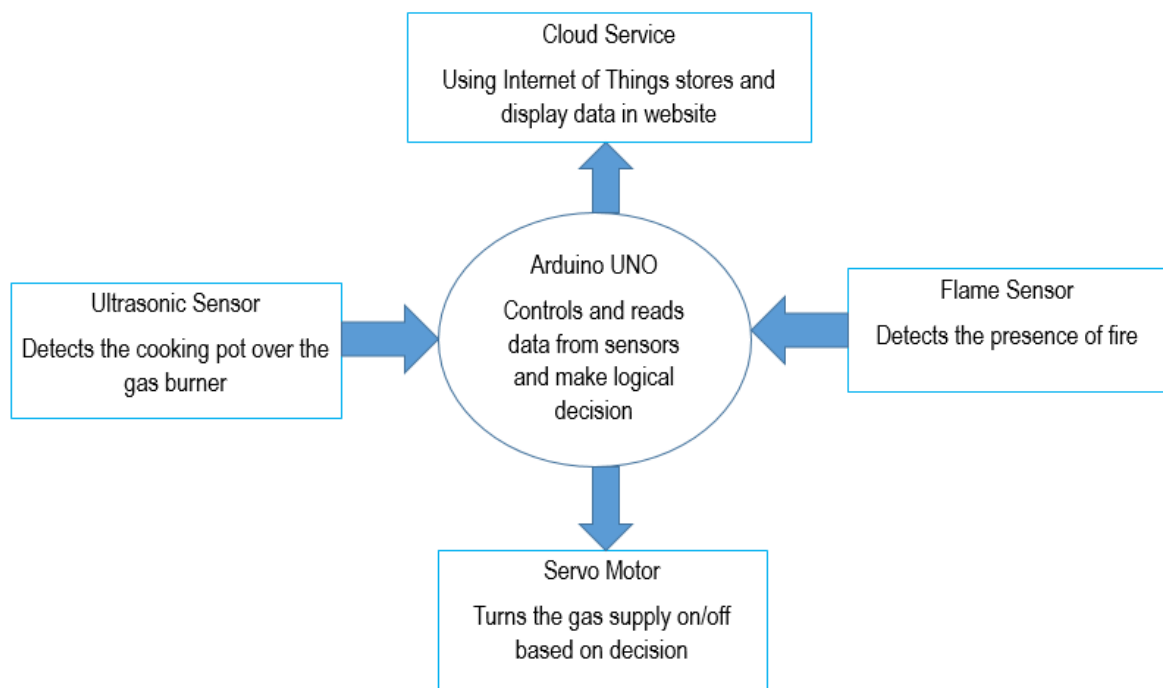 Cloud Service
Using Internet of Things stores and
display data in website
Ultrasonic Sensor
Detects the cooking pot over the
gas burner
Arduino UNO
Controls and reads
data from sensors
and make logical
decision
Flame Sensor
Detects the presence of fire
Servo Motor
Turns the gas supply on/off
based on decision